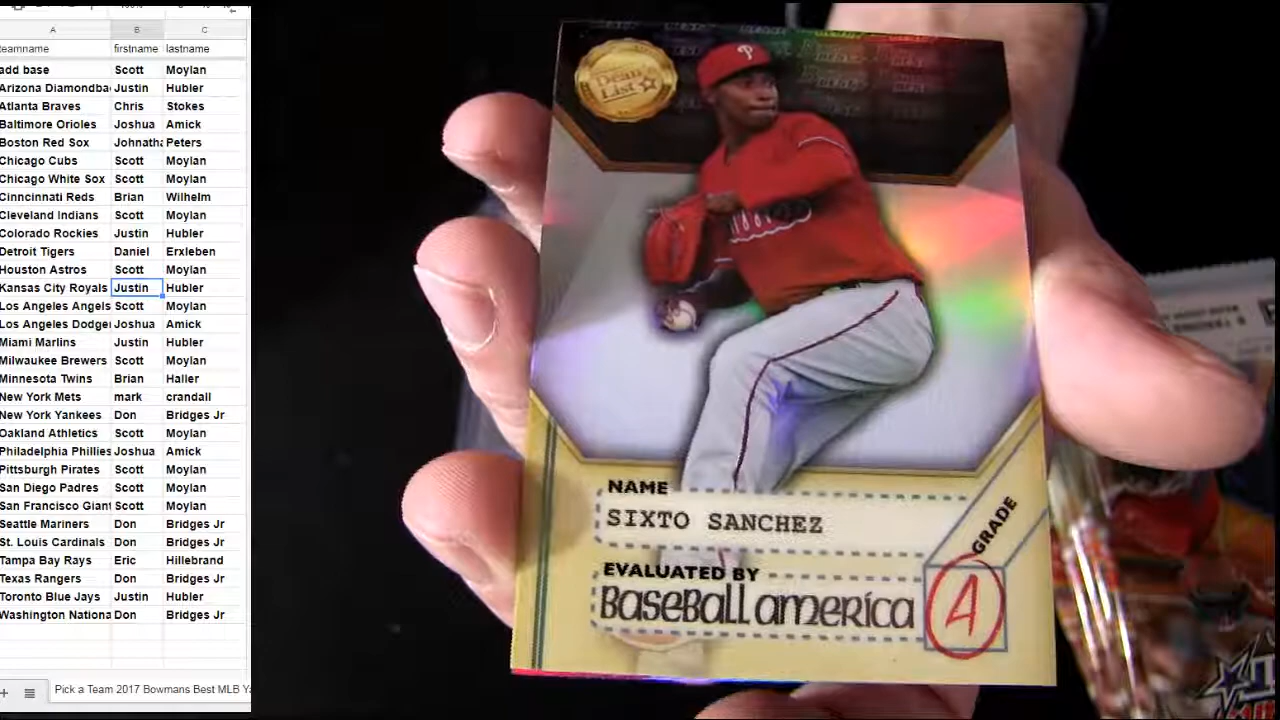 A B C
teamname firstname lastname
add base Scott Moylan
Arizona Diamondba Justin Hubler
Atlanta Braves Chris Stokes
Baltimore Orioles Joshua Amick
Boston Red Sox Johnatha Peters
Chicago Cubs Scott Moylan
Chicago White Sox Scott Moylan
Cinncinnati Reds Brian Wilhelm
Cleveland Indians Scott Moylan
Colorado Rockies Justin Hubler
Detroit Tigers Daniel Erxleben
Houston Astros Scott Moylan
Kansas City Royals Justin Hubler
Los Angeles Angels Scott Moylan
Los Angeles Dodger Joshua Amick
Miami Marlins Justin Hubler
Milwaukee Brewers Scott Moylan
Minnesota Twins Brian Haller
New York Mets mark crandall
New York Yankees Don Bridges Jr
Oakland Athletics Scott Moylan
Philadelphia Phillies Joshua Amick
Pittsburgh Pirates Scott Moylan
San Diego Padres Scott Moylan
San Francisco Giant Scott Moylan
Seattle Mariners Don Bridges Jr
St. Louis Cardinals Don Bridges Jr
Tampa Bay Rays Eric Hillebrand
Texas Rangers Don Bridges Jr
Toronto Blue Jays Justin Hubler
Washington Nationa Don Bridges Jr
Pick a Team 2017 Bowmans Best MLB Ya
Dean's
List
P
NAME
SIXTO SANCHEZ
EVALUATED BY
BaseBall america
GRADE
A